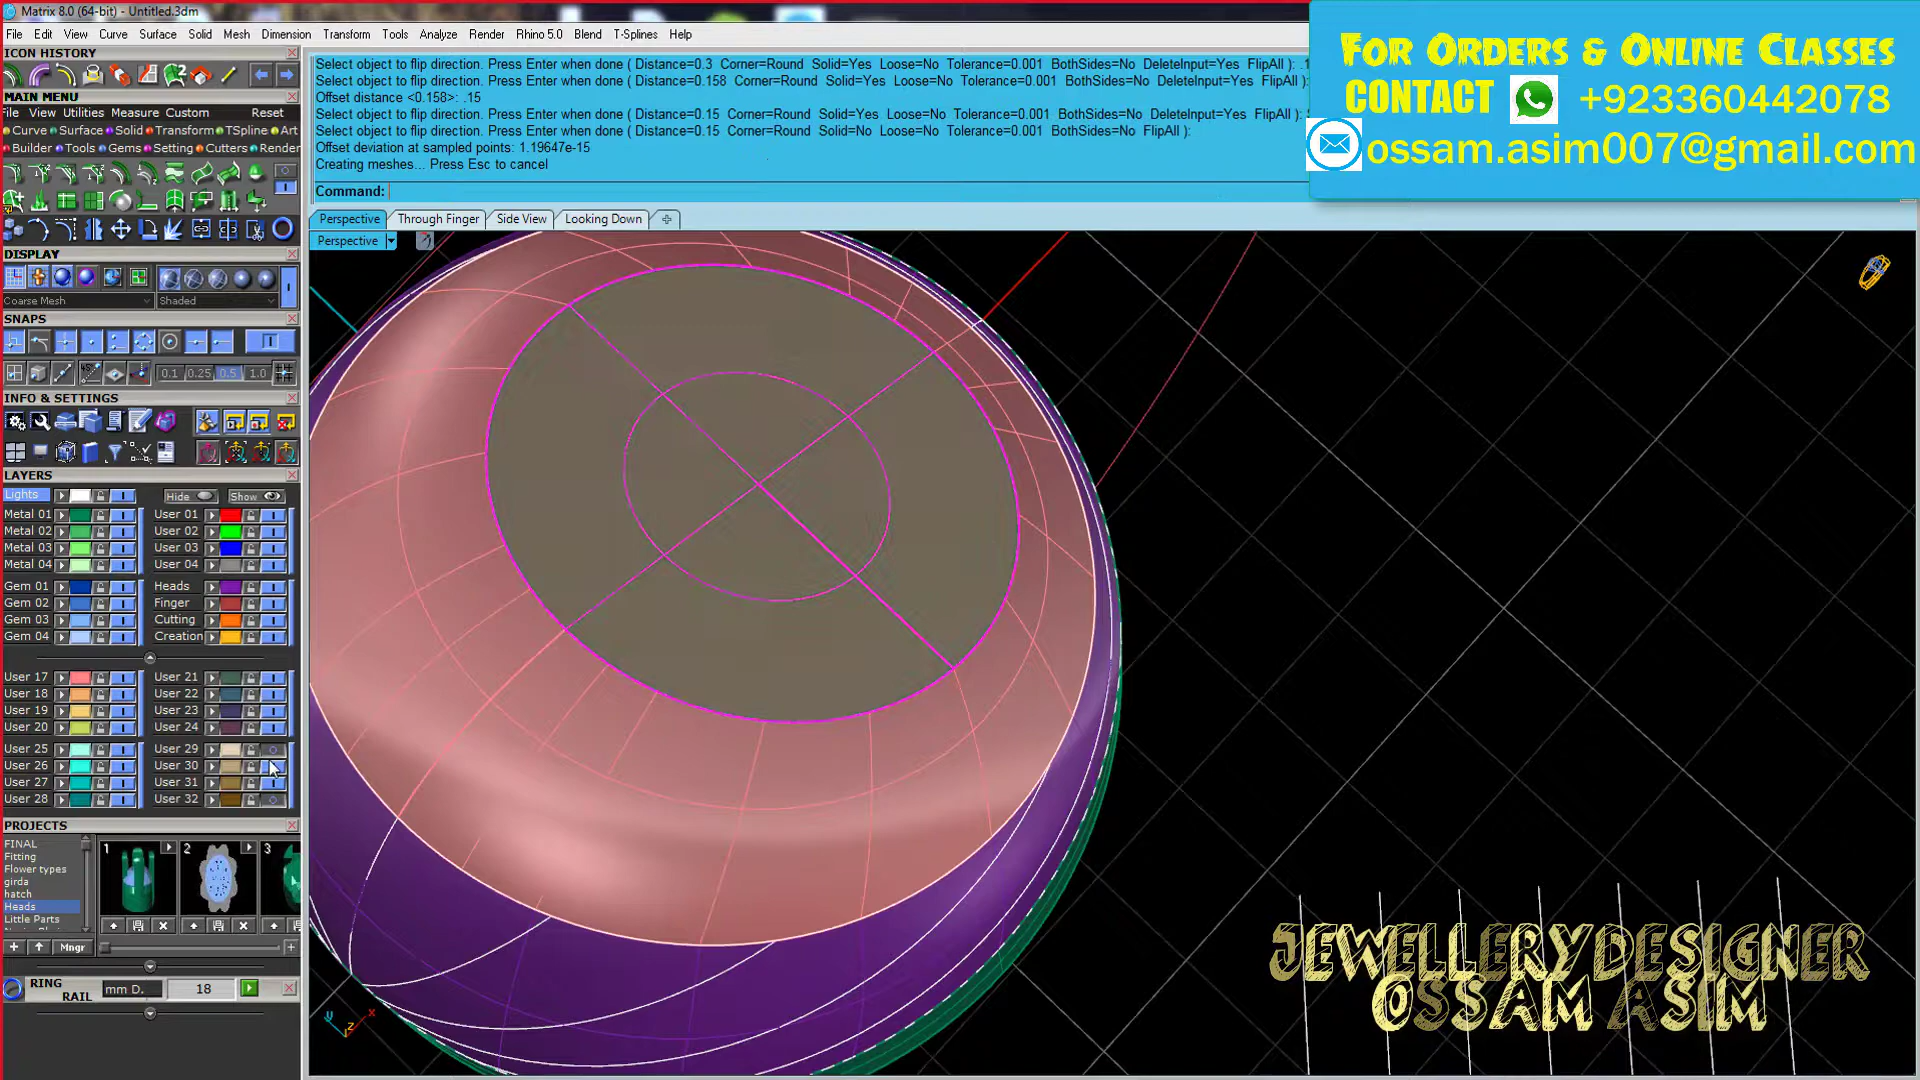 Matrix 8.0 (64-bit) - Untitled.3dm
File Edit View Curve Surface Solid Mesh Dimension Transform Tools Analyze Render Rhino 5.0 Blend T-Splines Help
ICON HISTORY
MAIN MENU
File View Utilities Measure Custom Reset
Curve Surface Solid Transform TSpline Art
Builder Tools Gems Setting Cutters Render
DISPLAY
Coarse Mesh Shaded
SNAPS
0.1 0.25 0.5 1.0
INFO & SETTINGS
LAYERS
Lights Hide Show
Metal 01 User 01
Metal 02 User 02
Metal 03 User 03
Metal 04 User 04
Gem 01 Heads
Gem 02 Finger
Gem 03 Cutting
Gem 04 Creation
User 17 User 21
User 18 User 22
User 19 User 23
User 20 User 24
User 25 User 29
User 26 User 30
User 27 User 31
User 28 User 32
PROJECTS
FINAL
Fitting
Flower types
girda
hatch
Heads
Little Parts
1 2 3
Mngr
RING RAIL mm D. 18
Select object to flip direction. Press Enter when done ( Distance=0.3 Corner=Round Solid=Yes Loose=No Tolerance=0.001 BothSides=No DeleteInput=Yes FlipAll ): .1
Select object to flip direction. Press Enter when done ( Distance=0.158 Corner=Round Solid=Yes Loose=No Tolerance=0.001 BothSides=No DeleteInput=Yes FlipAll ):
Offset distance <0.158>: .15
Select object to flip direction. Press Enter when done ( Distance=0.15 Corner=Round Solid=Yes Loose=No Tolerance=0.001 BothSides=No DeleteInput=Yes FlipAll ):
Select object to flip direction. Press Enter when done ( Distance=0.15 Corner=Round Solid=No Loose=No Tolerance=0.001 BothSides=No FlipAll ):
Offset deviation at sampled points: 1.19647e-15
Creating meshes... Press Esc to cancel
Command:
Perspective Through Finger Side View Looking Down
Perspective
For Orders & Online Classes
CONTACT +923360442078
ossam.asim007@gmail.com
y z x
JEWELLERYDESIGNER
OSSAM ASIM